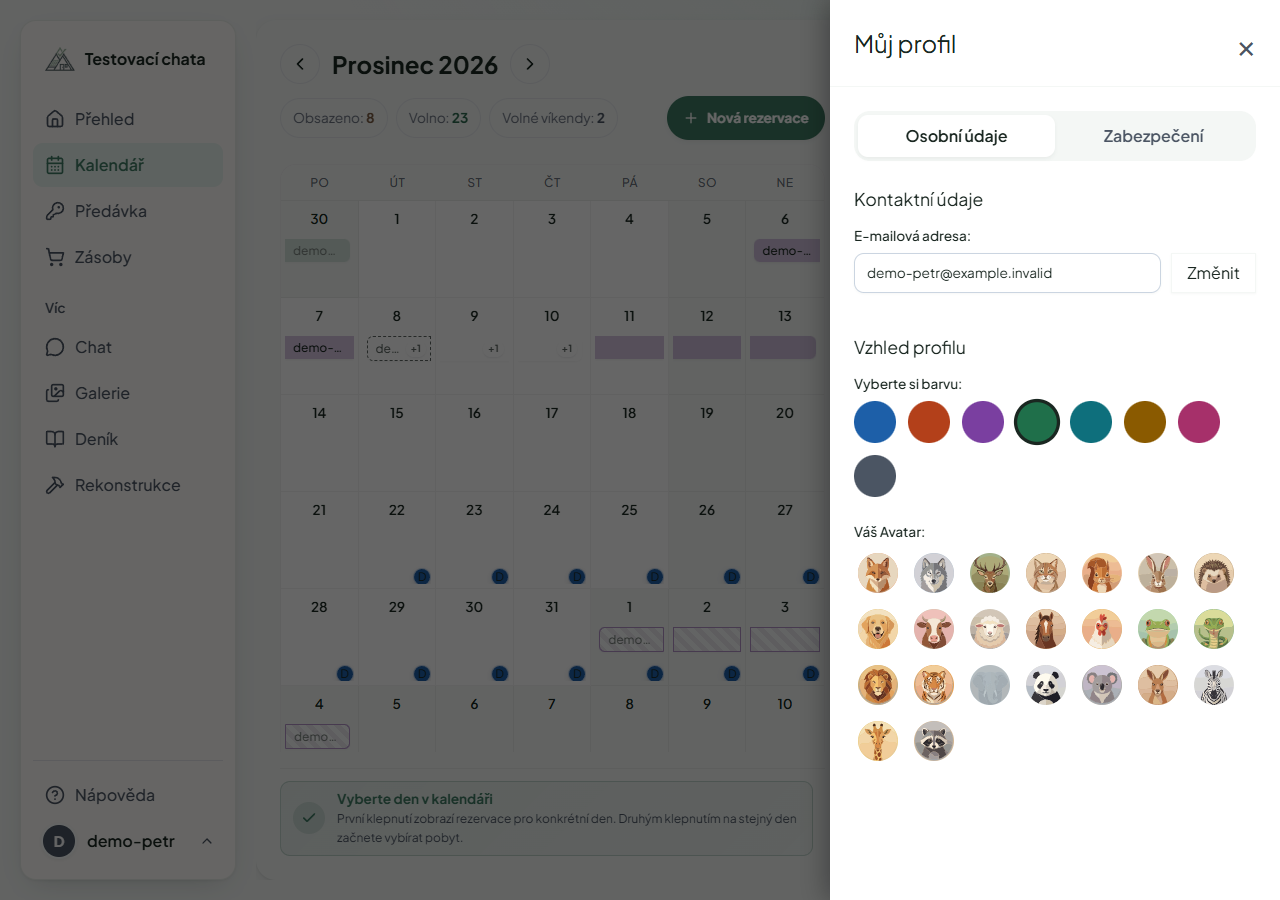 Testovací chata
Přehled
Kalendář
Předávka
Zásoby
Víc
Chat
Galerie
Deník
Rekonstrukce
Nápověda
D demo-petr
Prosinec 2026
Obsazeno: 8 Volno: 23 Volné víkendy: 2 + Nová rezervace
PO ÚT ST ČT PÁ SO NE
30 1 2 3 4 5 6
demo... demo-...
7 8 9 10 11 12 13
demo-... de... +1 +1 +1
14 15 16 17 18 19 20
21 22 23 24 25 26 27
D D D D D D
28 29 30 31 1 2 3
demo...
D D D D D D D
4 5 6 7 8 9 10
demo...
Vyberte den v kalendáři
První klepnutí zobrazí rezervace pro konkrétní den. Druhým klepnutím na stejný den
začnete vybírat pobyt.
Můj profil
Osobní údaje Zabezpečení
Kontaktní údaje
E-mailová adresa:
demo-petr@example.invalid Změnit
Vzhled profilu
Vyberte si barvu:
Váš Avatar: